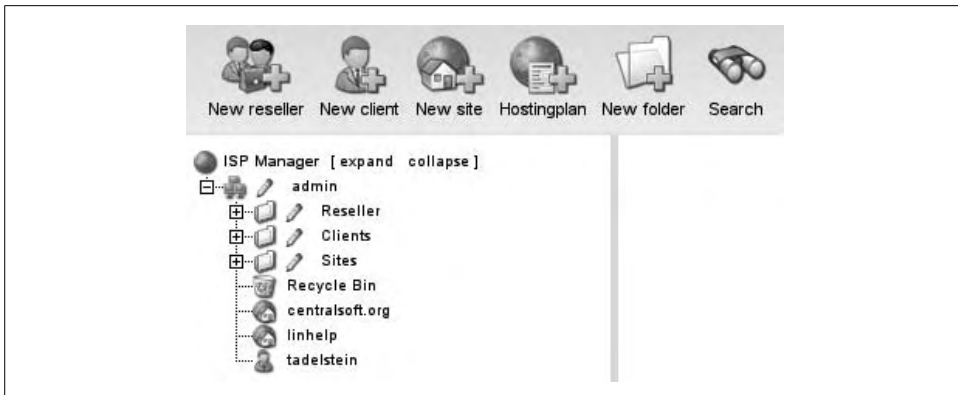 New reseller New client New site Hostingplan New folder Search
ISP Manager [ expand collapse ]
admin
Reseller
Clients
Sites
Recycle Bin
centralsoft.org
linhelp
tadelstein